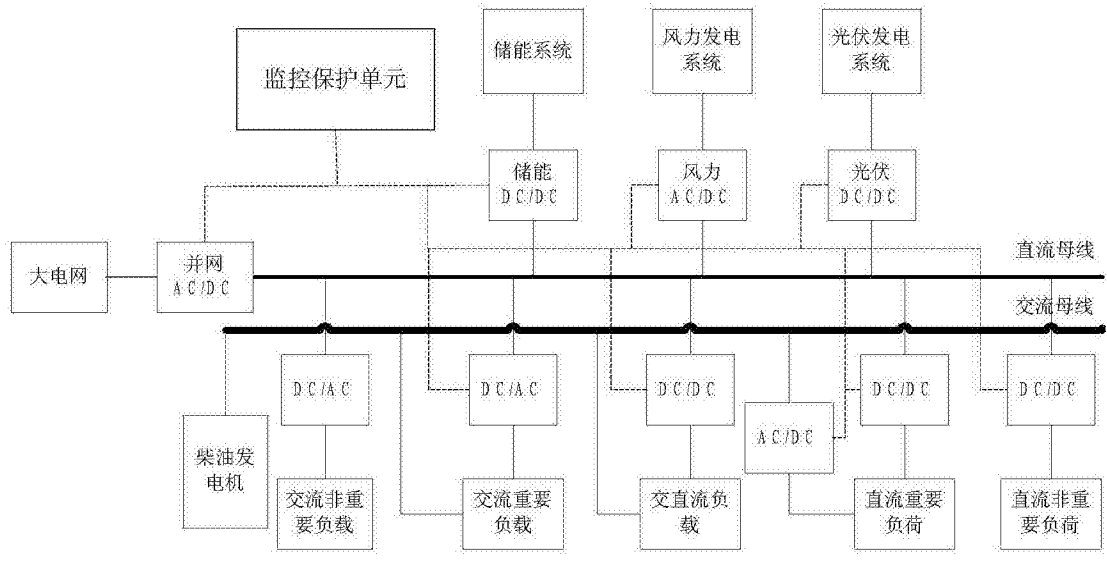 监控保护单元
储能系统
风力发电
系统
光伏发电
系统
储能
DC/DC
风力
AC/DC
光伏
DC/DC
大电网
并网
AC/DC
直流母线
交流母线
DC/AC
DC/AC
DC/DC
DC/DC
DC/DC
AC/DC
柴油发
电机
交流非重
要负载
交流重要
负载
交直流负
载
直流重要
负荷
直流非重
要负荷